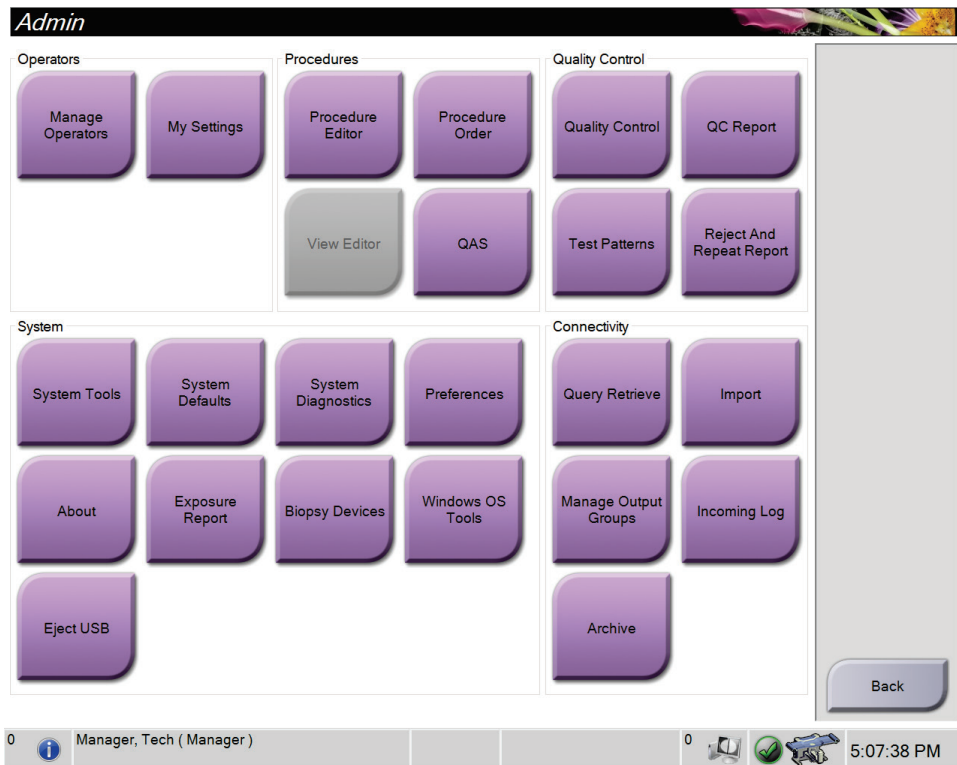 Admin
Operators
Manage
Operators
My Settings
Procedures
Procedure
Editor
Procedure
Order
View Editor
QAS
Quality Control
Quality Control
QC Report
Test Patterns
Reject And
Repeat Report
System
System Tools
System
Defaults
System
Diagnostics
Preferences
About
Exposure
Report
Biopsy Devices
Windows OS
Tools
Eject USB
Connectivity
Query Retrieve
Import
Manage Output
Groups
Incoming Log
Archive
Back
0
Manager, Tech ( Manager )
0
5:07:38 PM